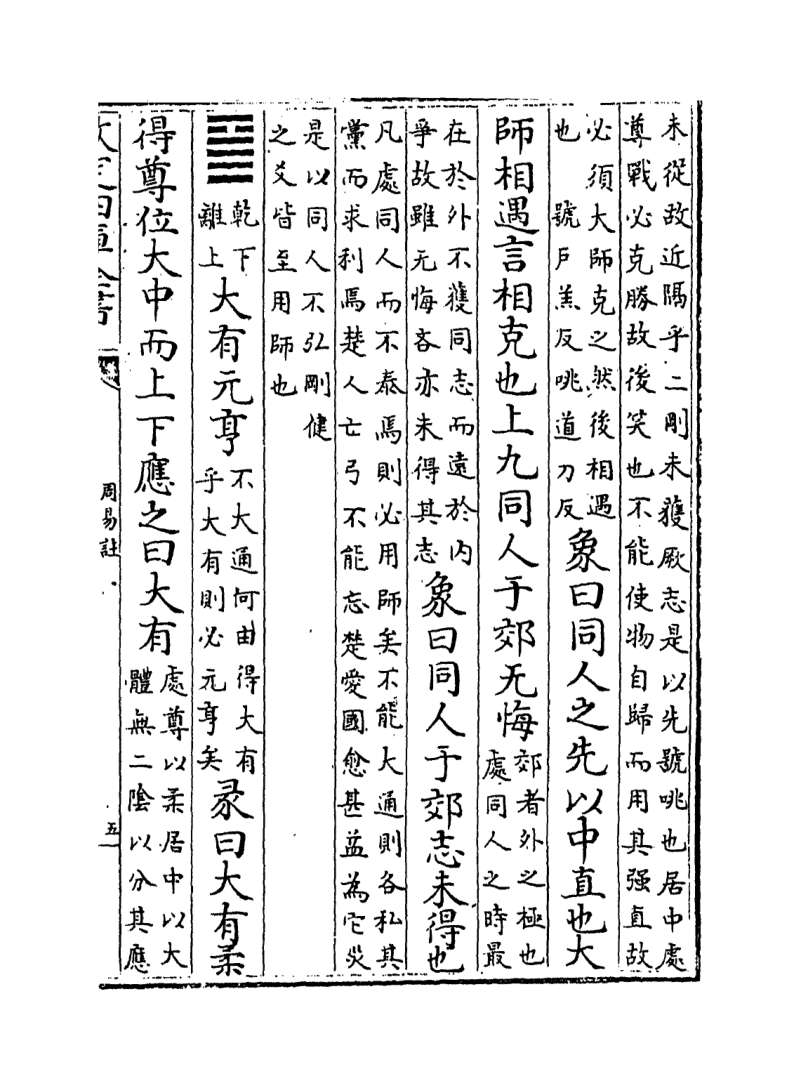 未從故近隔乎二剛未獲厥志是以先號咷也居中處
尊戰必克勝故後笑也不能使物自歸而用其强直故
必須大師克之然後相遇
也　號戶羔反咷道刀反
象曰同人之先以中直也大
師相遇言相克也上九同人于郊无悔
郊者外之極也
處同人之時最
在於外不獲同志而遠於内
爭故雖无悔吝亦未得其志
象曰同人于郊志未得也
凡處同人而不泰焉則必用師矣不能大通則各私其
黨而求利焉楚人亡弓不能忘楚愛國愈甚益為它災
是以同人不弘剛健
之爻皆至用師也
䷍
乾下
離上
大有元亨
不大通何由得大有
乎大有則必元亨矣
彖曰大有柔
得尊位大中而上下應之曰大有
處尊以柔居中以大
體無二陰以分其應
周易註
五